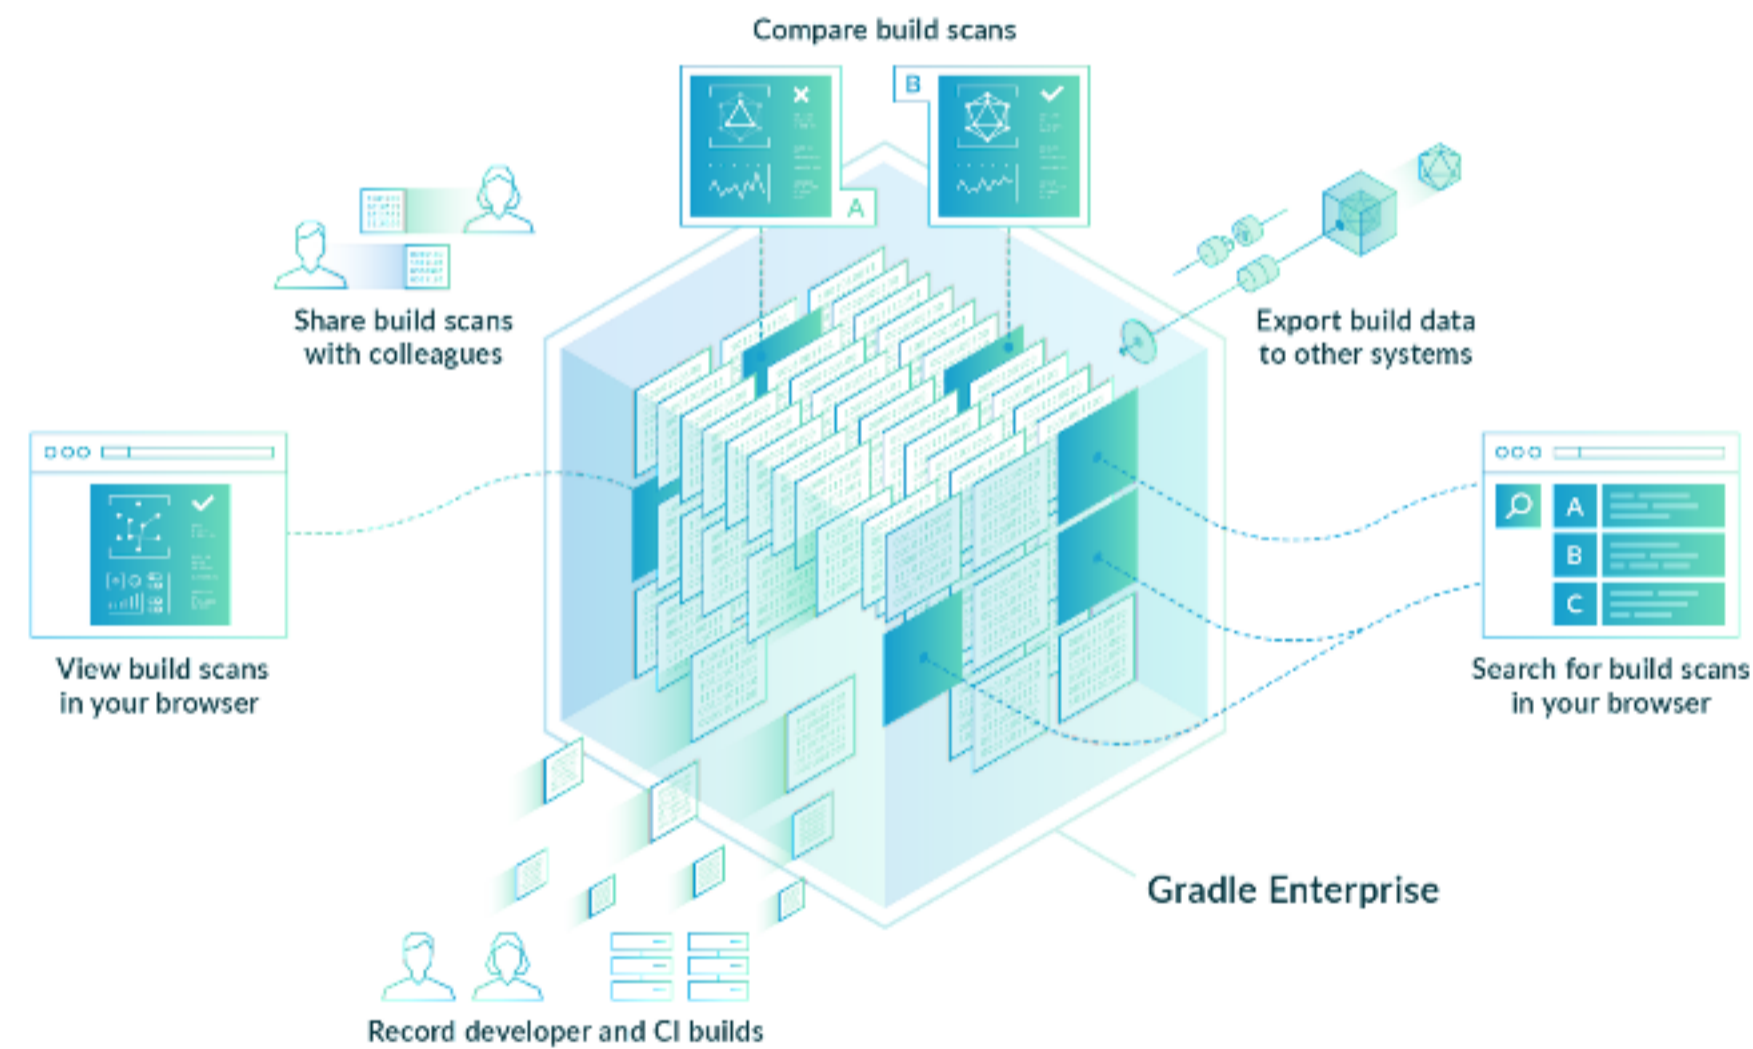 Compare build scans
B
A
Share build scans
with colleagues
Export build data
to other systems
View build scans
in your browser
A
B
C
Search for build scans
in your browser
Gradle Enterprise
Record developer and CI builds